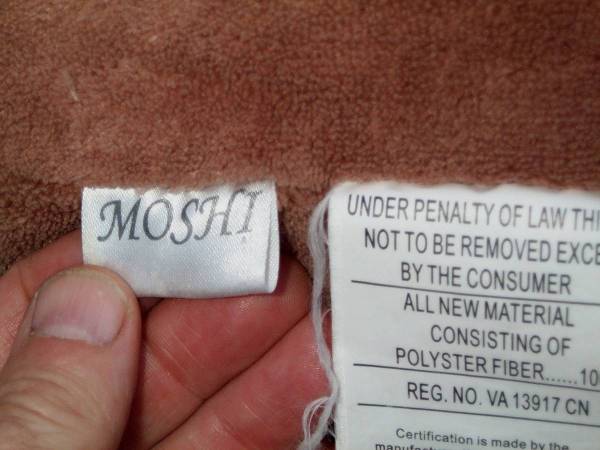 MOSHI
UNDER PENALTY OF LAW
NOT TO BE REMOVED
BY THE CONSUMER
ALL NEW MATERIAL
CONSISTING OF
POLYSTER FIBER......10
REG. NO. VA 13917 CN
Certification is made by the